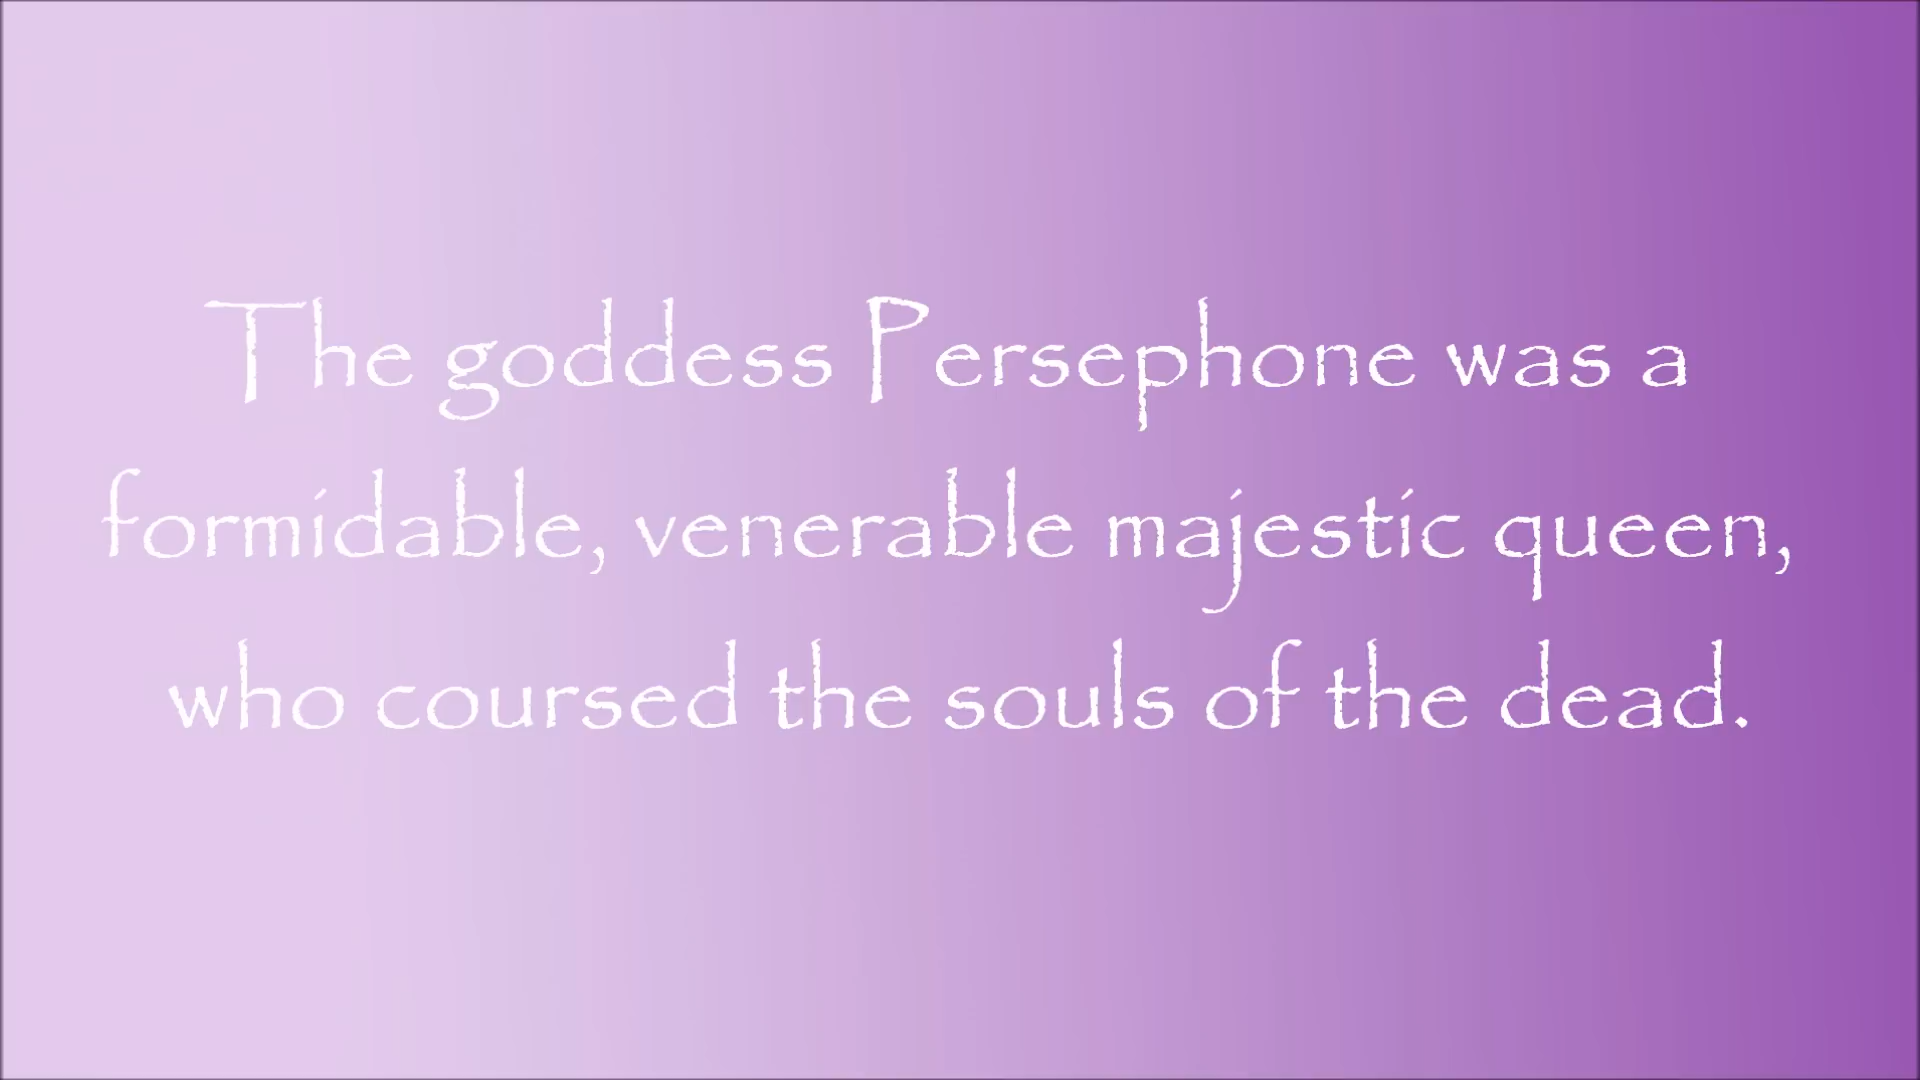 The goddess Persephone was a
formidable, venerable majestic queen,
who coursed the souls of the dead.